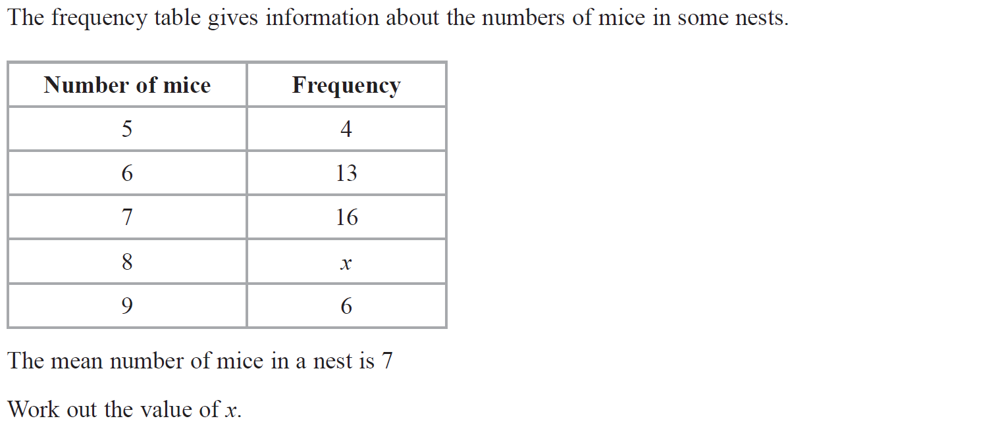 The frequency table gives information about the numbers of mice in some nests.
Number of mice Frequency
5 4
6 13
7 16
8 x
9 6
The mean number of mice in a nest is 7
Work out the value of x.